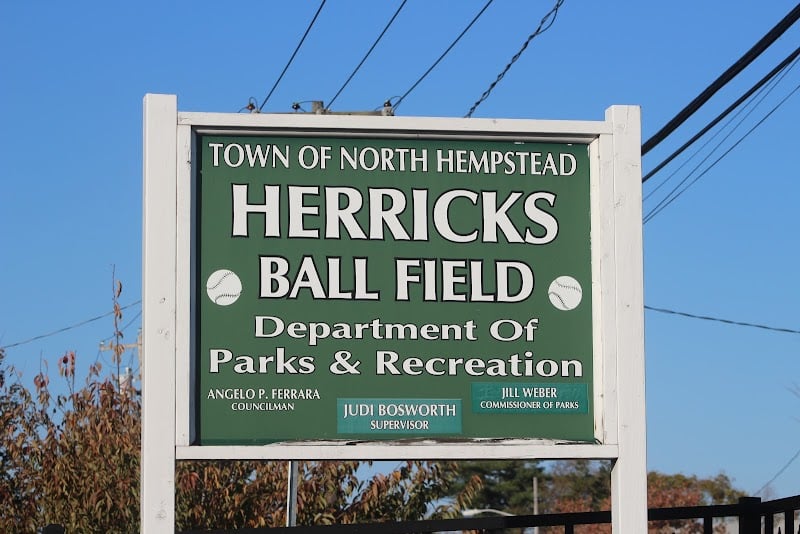 TOWN OF NORTH HEMPSTEAD
HERRICKS
BALL FIELD
Department Of
Parks & Recreation
ANGELO P. FERRARA
COUNCILMAN
JUDI BOSWORTH
SUPERVISOR
JILL WEBER
COMMISSIONER OF PARKS